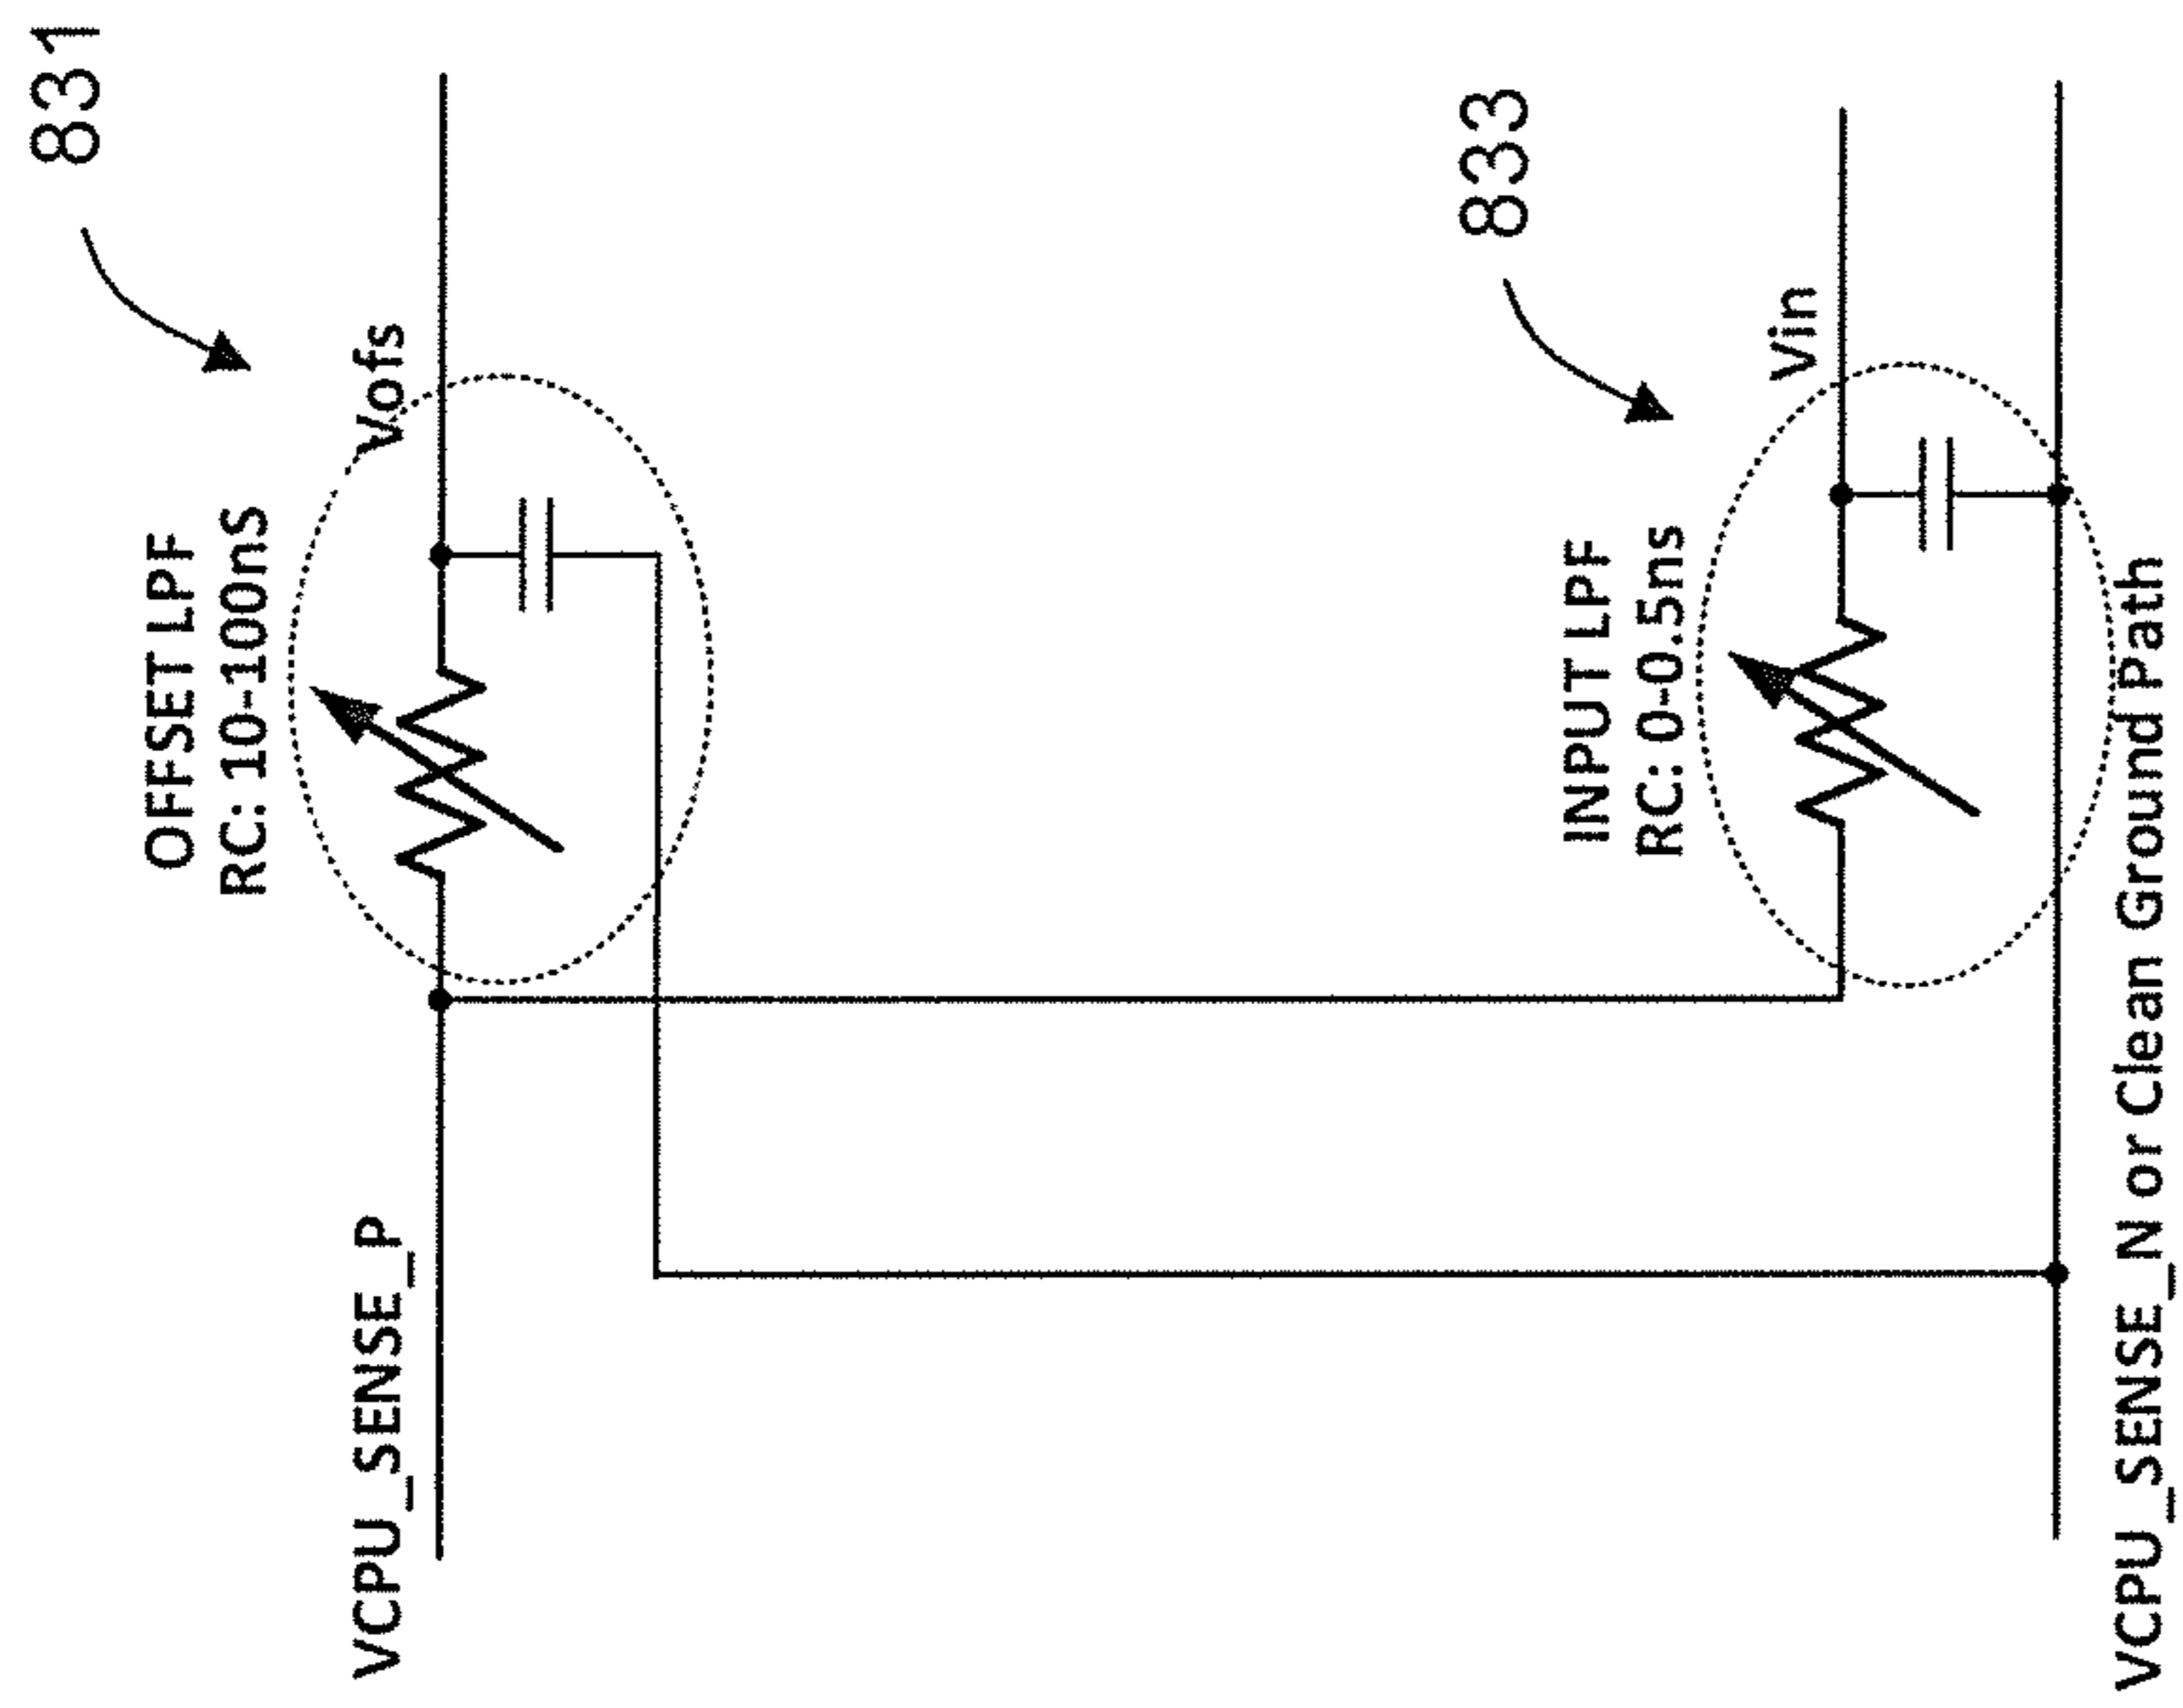 831
OFFSET LPF
RC: 10-100nS
Vofs
VCPU_SENSE_P
833
INPUT LPF
RC: 0-0.5ns
Vin
VCPU_SENSE_N or Clean Ground Path